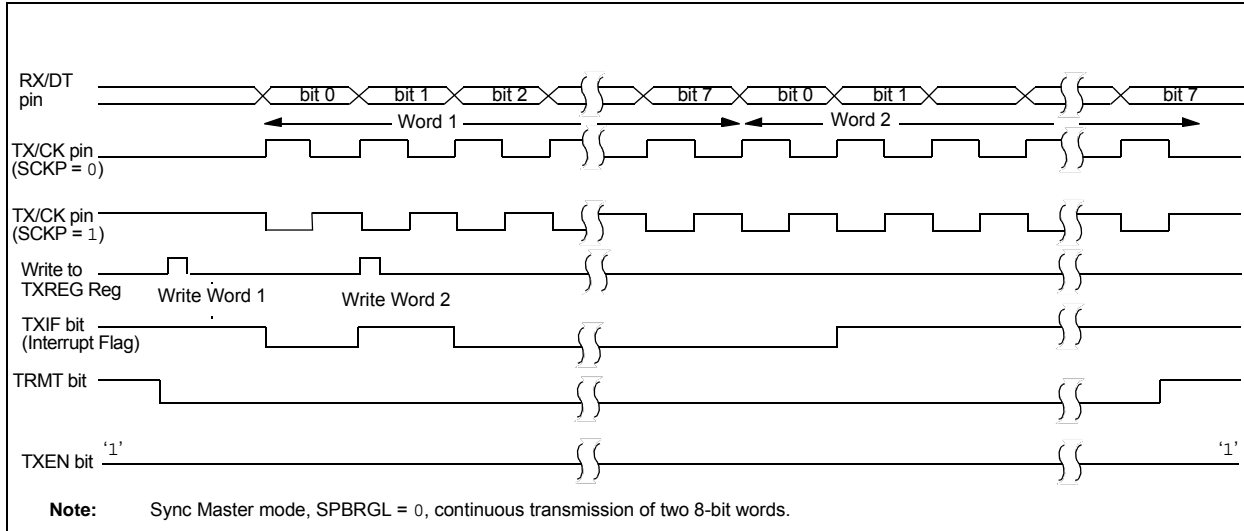 RX/DT
pin
bit 0 bit 1 bit 2 bit 7 bit 0 bit 1 bit 7
Word 1 Word 2
TX/CK pin
(SCKP = 0)
TX/CK pin
(SCKP = 1)
Write to
TXREG Reg
Write Word 1 Write Word 2
TXIF bit
(Interrupt Flag)
TRMT bit
TXEN bit ‘1’ ‘1’
Note: Sync Master mode, SPBRGL = 0, continuous transmission of two 8-bit words.